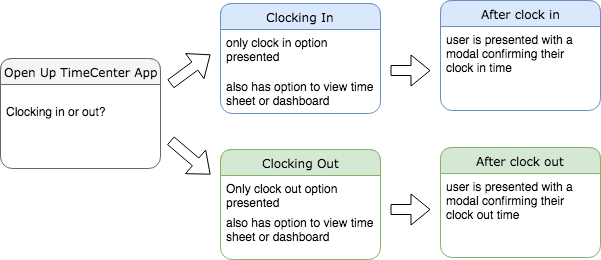 Open Up TimeCenter App
Clocking in or out?
Clocking In
only clock in option
presented
also has option to view time
sheet or dashboard
After clock in
user is presented with a
modal confirming their
clock in time
Clocking Out
Only clock out option
presented
also has option to view time
sheet or dashboard
After clock out
user is presented with a
modal confirming their
clock out time